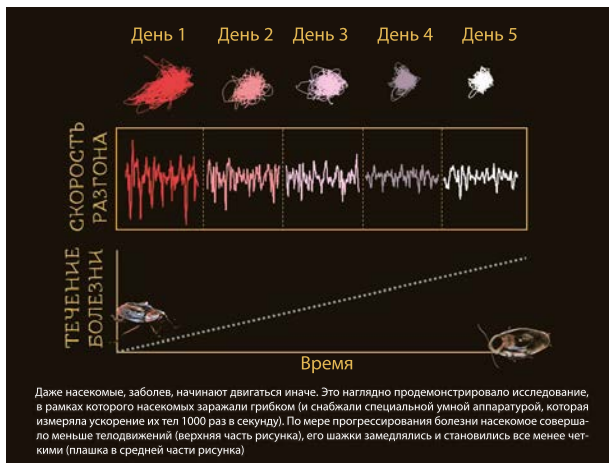 День 1 День 2 День 3 День 4 День 5
СКОРОСТЬ
РАЗГОНА
ТЕЧЕНИЕ
БОЛЕЗНИ
Время
Даже насекомые, заболев, начинают двигаться иначе. Это наглядно продемонстрировало исследование,
в рамках которого насекомых заражали грибком (и снабжали специальной умной аппаратурой, которая
измеряла ускорение их тел 1000 раз в секунду). По мере прогрессирования болезни насекомое соверша-
ло меньше телодвижений (верхняя часть рисунка), его шажки замедлялись и становились все менее чет-
кими (плашка в средней части рисунка)